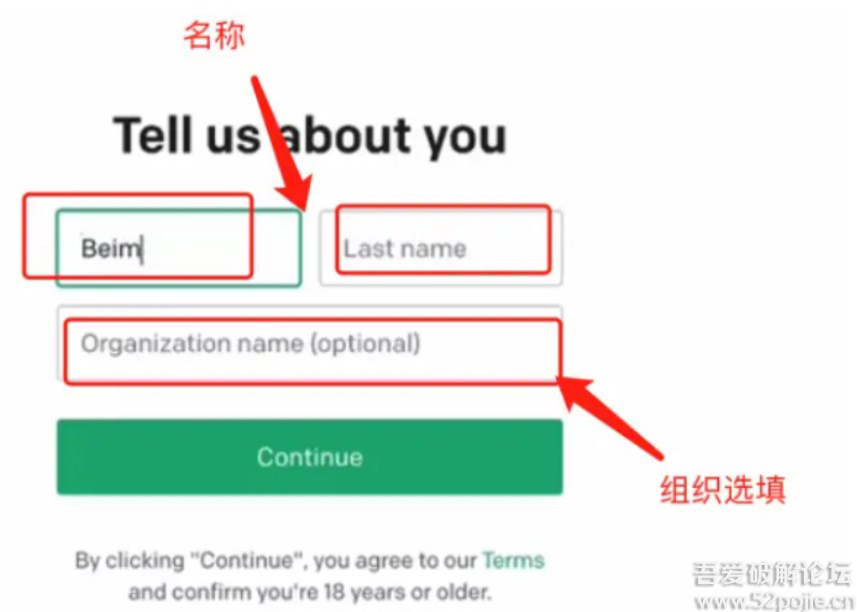 名称
Tell us about you
Beim
Last name
Organization name (optional)
Continue
组织选填
By clicking "Continue", you agree to our Terms
and confirm you're 18 years or older.
吾爱破解论坛
www.52pojie.cn